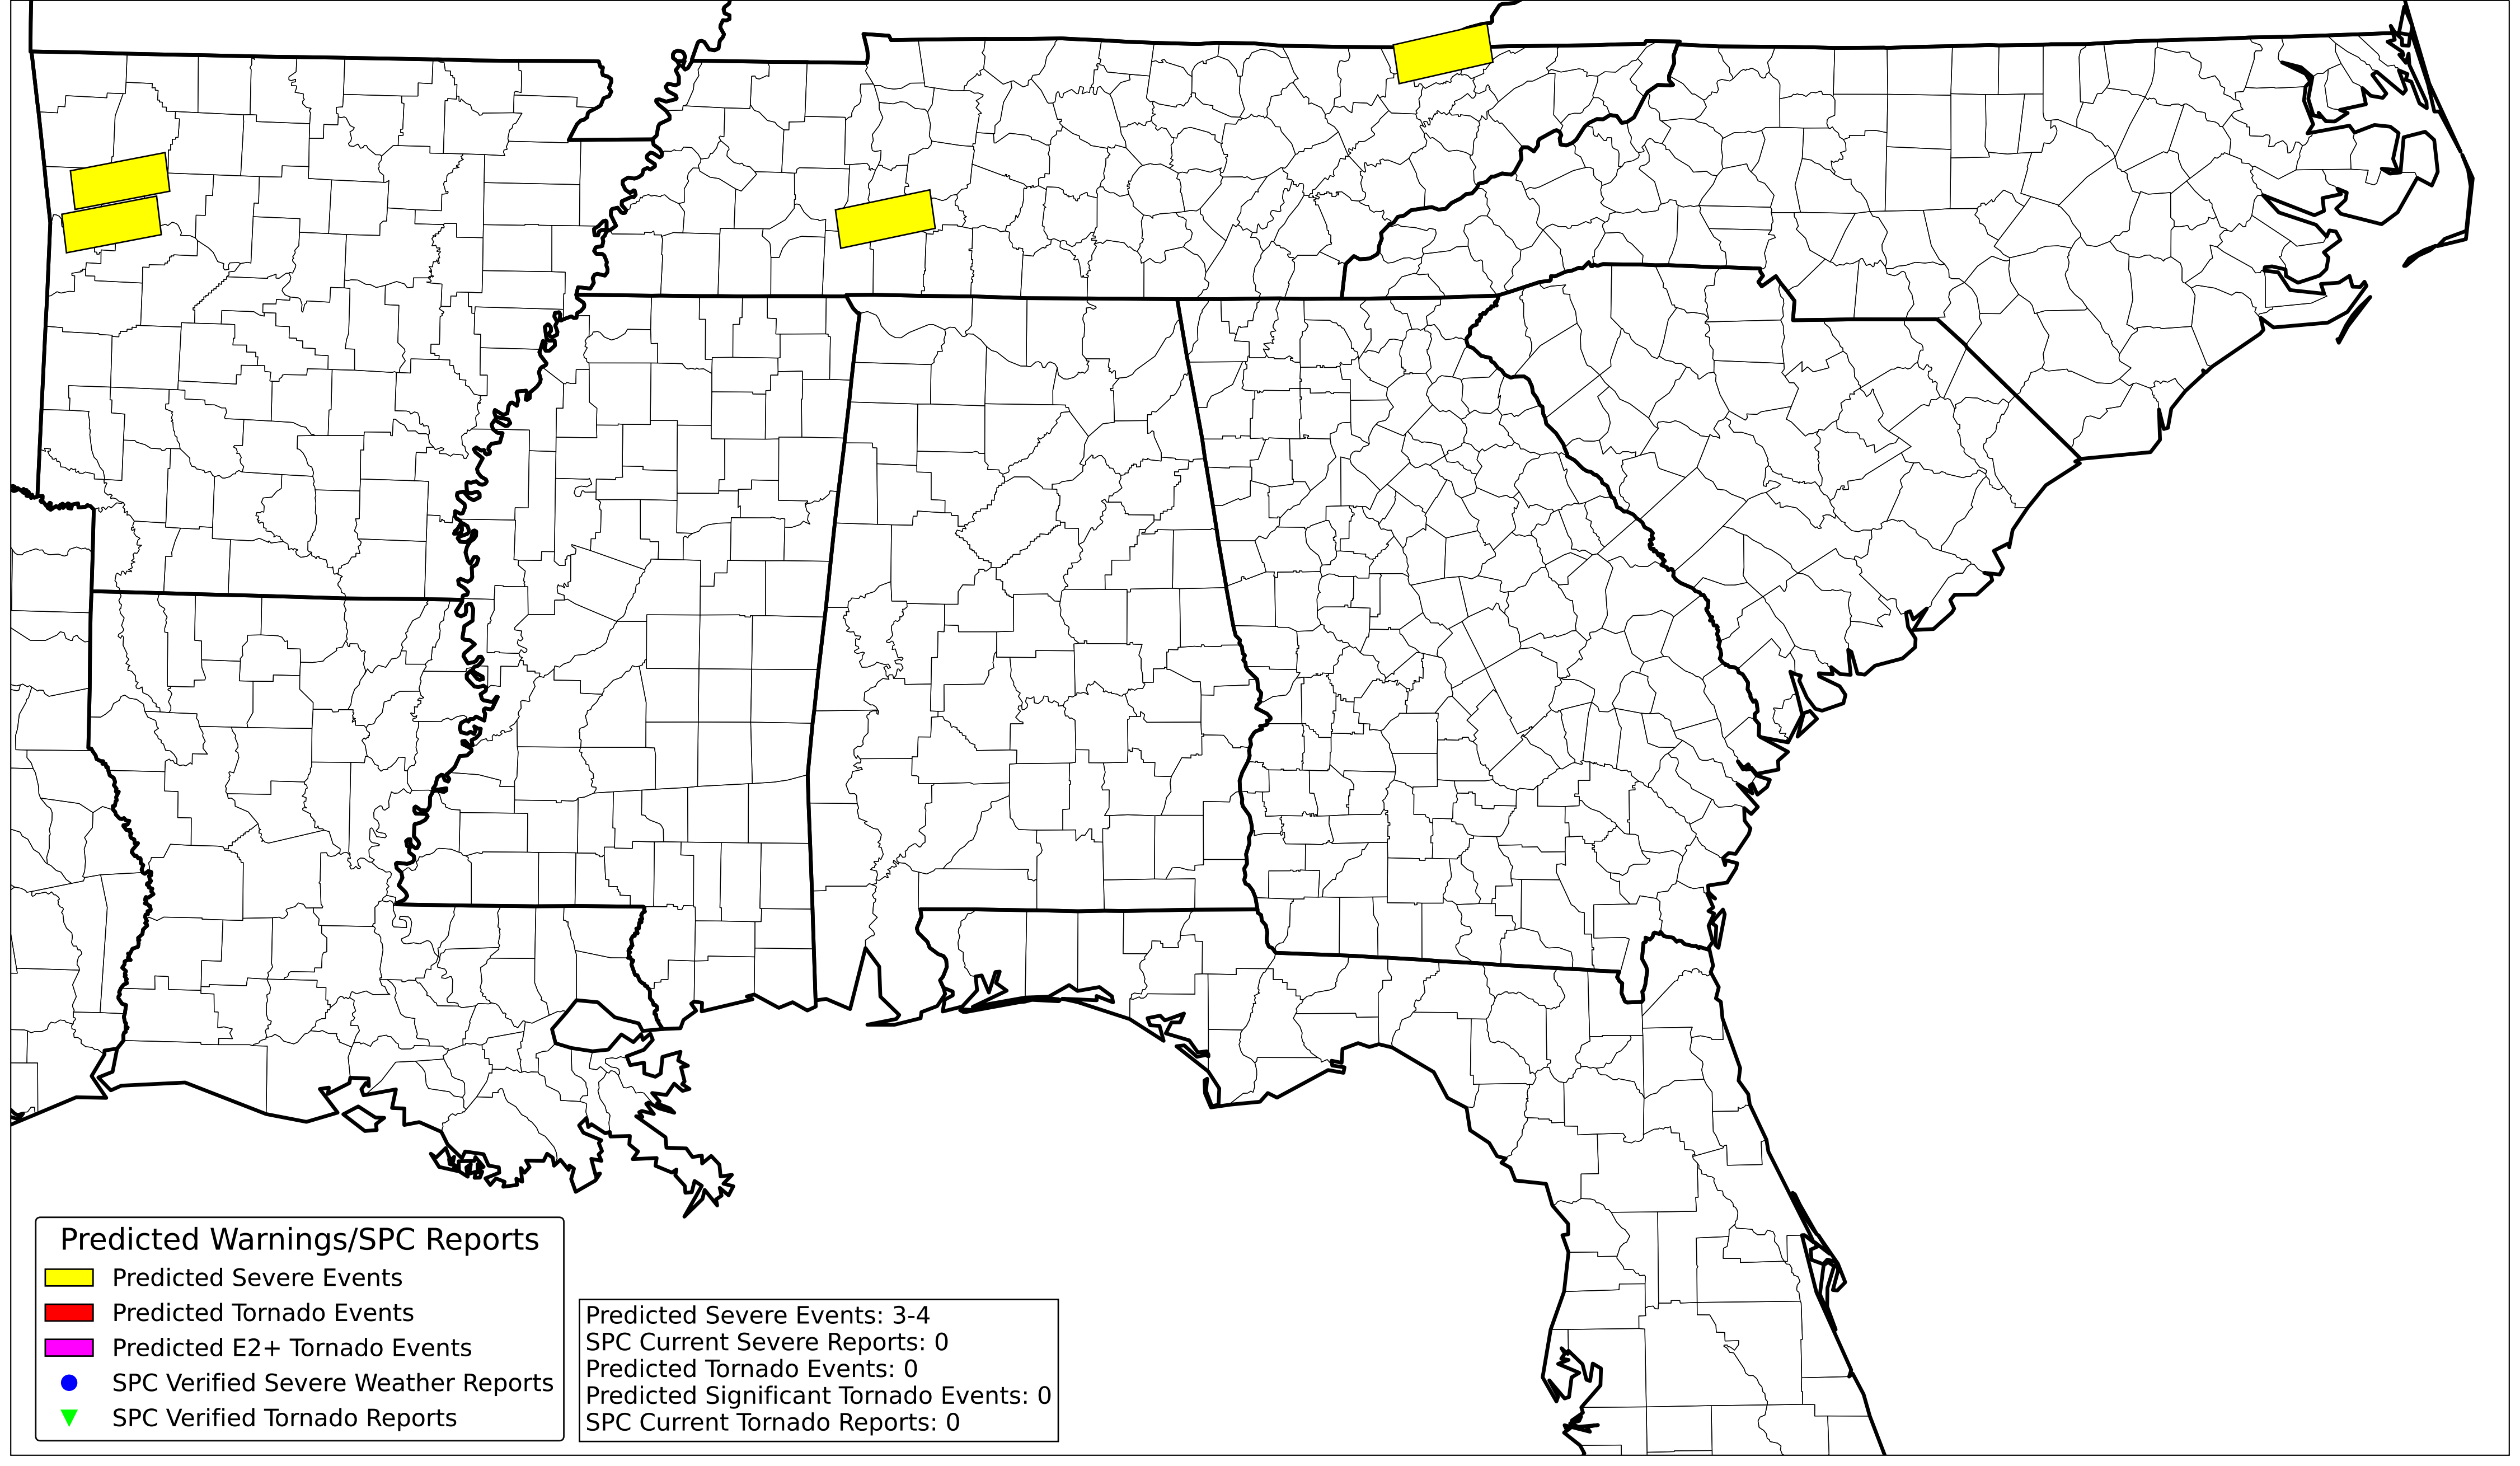 Predicted Warnings/SPC Reports
Predicted Severe Events
Predicted Tornado Events
Predicted E2+ Tornado Events
SPC Verified Severe Weather Reports
SPC Verified Tornado Reports
Predicted Severe Events: 3-4
SPC Current Severe Reports: 0
Predicted Tornado Events: 0
Predicted Significant Tornado Events: 0
SPC Current Tornado Reports: 0